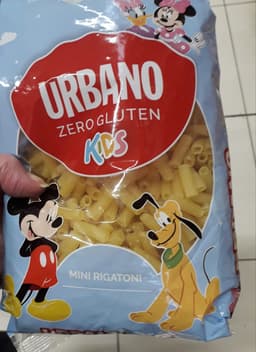 URBANO
ZERO GLUTEN
KIDS
MINI RIGATONI